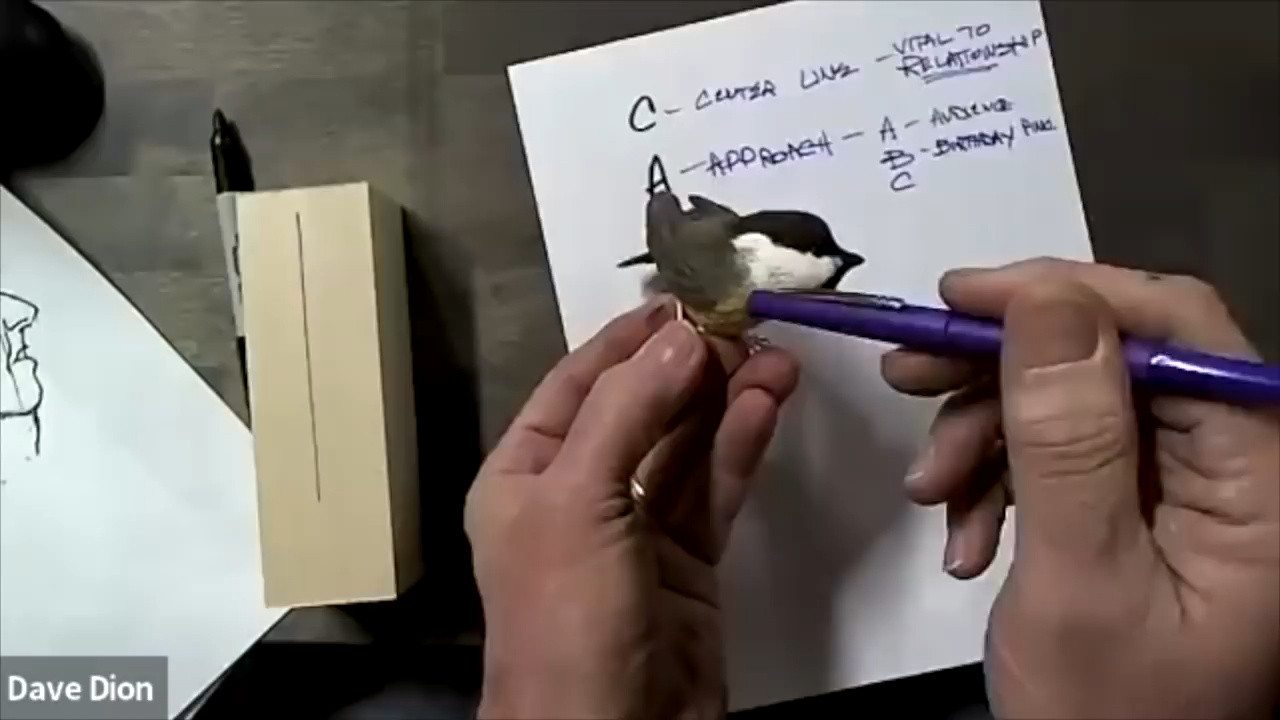 C - CENTER LINE - VITAL TO
RELATIONSHIP
A - APPROACH - A - AUDIENCE
B - BIRTHDAY
C
Dave Dion